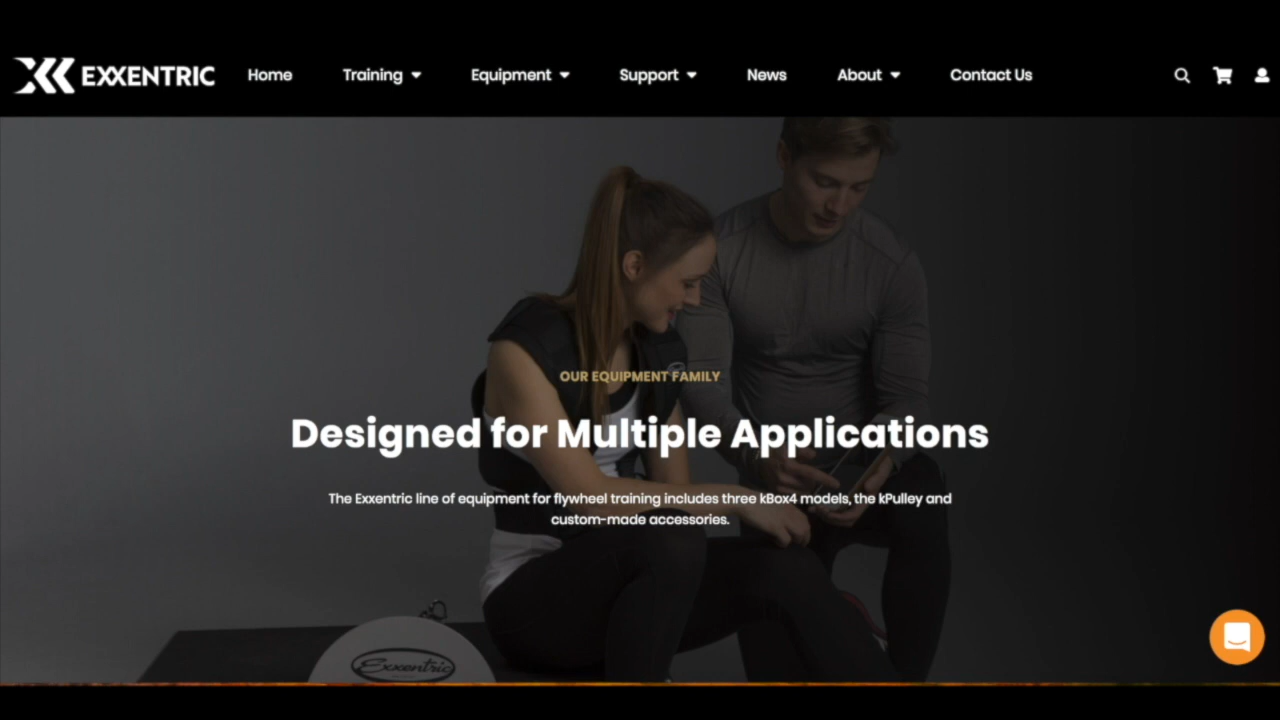 EXXENTRIC Home Training Equipment Support News About Contact Us
OUR EQUIPMENT FAMILY
Designed for Multiple Applications
The Exxentric line of equipment for flywheel training includes three kBox4 models, the kPulley and
custom-made accessories.
Exxentric